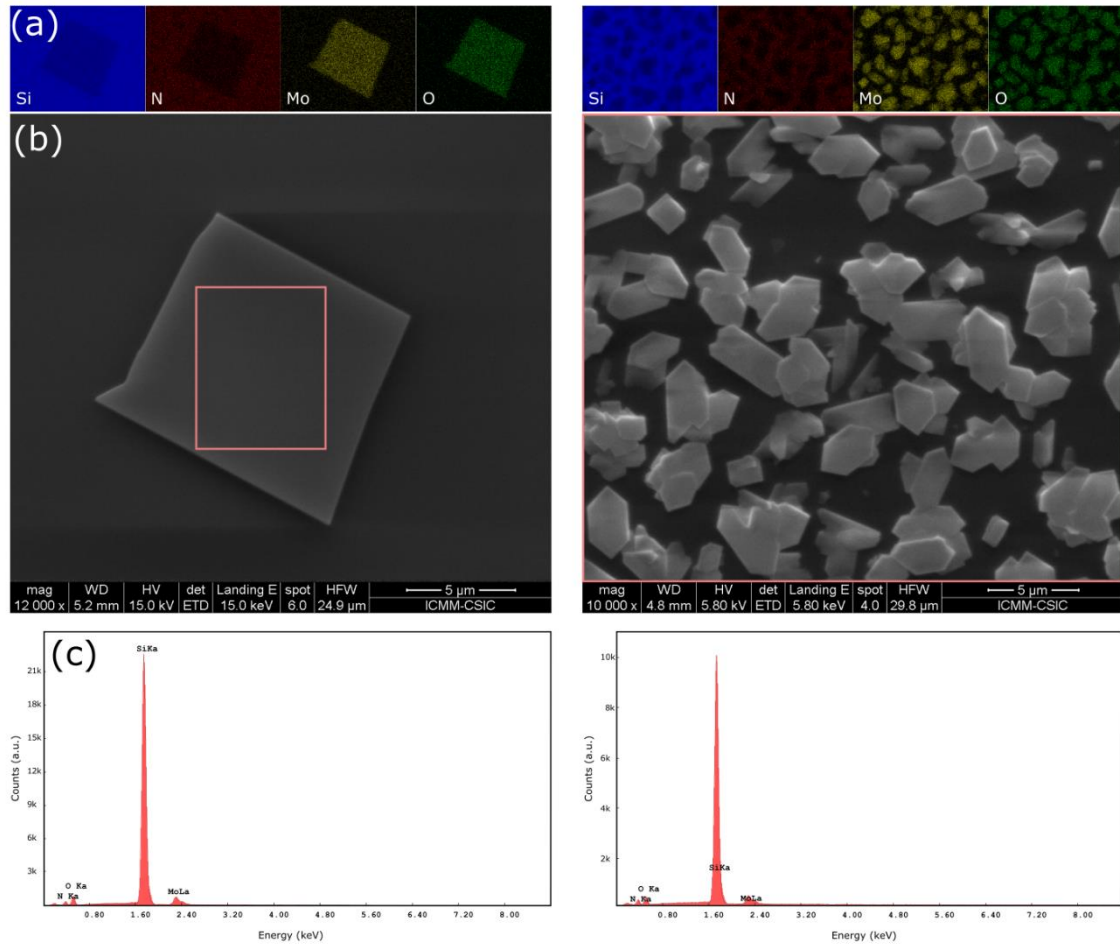 (a)
Si N Mo O
Si N Mo O
(b)
mag WD HV det Landing E spot HFW 5 µm
12 000 x 5.2 mm 15.0 kV ETD 15.0 keV 6.0 24.9 µm ICMM-CSIC
mag WD HV det Landing E spot HFW 5 µm
10 000 x 4.8 mm 5.80 kV ETD 5.80 keV 4.0 29.8 µm ICMM-CSIC
(c)
SiKa
21k
18k
15k
12k
9k
6k
3k
Counts (a.u.)
O Ka
N Ka
MoLa
0.80 1.60 2.40 3.20 4.00 4.80 5.60 6.40 7.20 8.00
Energy (keV)
10k
8k
6k
4k
2k
Counts (a.u.)
SiKa
O Ka
N Ka
MoLa
0.80 1.60 2.40 3.20 4.00 4.80 5.60 6.40 7.20 8.00
Energy (keV)